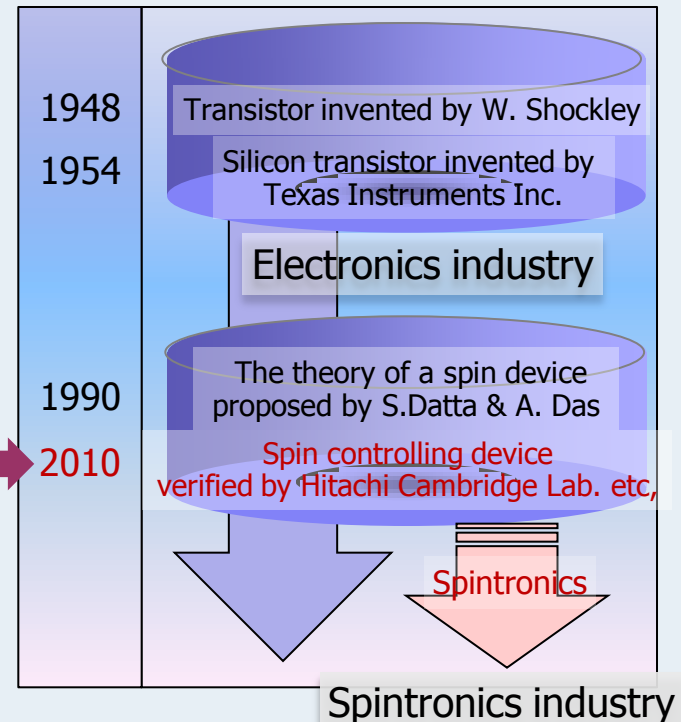 1948
Transistor invented by W. Shockley
1954
Silicon transistor invented by
Texas Instruments Inc.
Electronics industry
1990
The theory of a spin device
proposed by S.Datta & A. Das
2010
Spin controlling device
verified by Hitachi Cambridge Lab. etc,
Spintronics
Spintronics industry